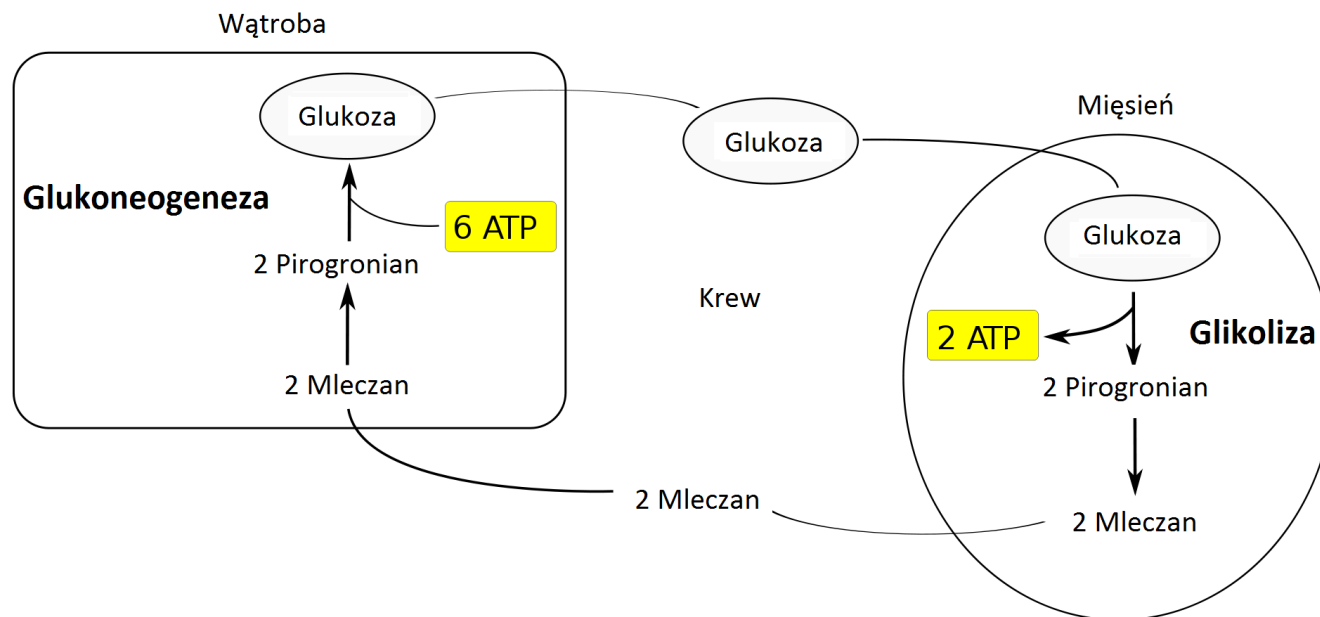 Wątroba
Glukoza
Glukoneogeneza
6 ATP
2 Pirogronian
2 Mleczan
Glukoza
Krew
2 Mleczan
Mięsień
Glukoza
2 ATP
Glikoliza
2 Pirogronian
2 Mleczan